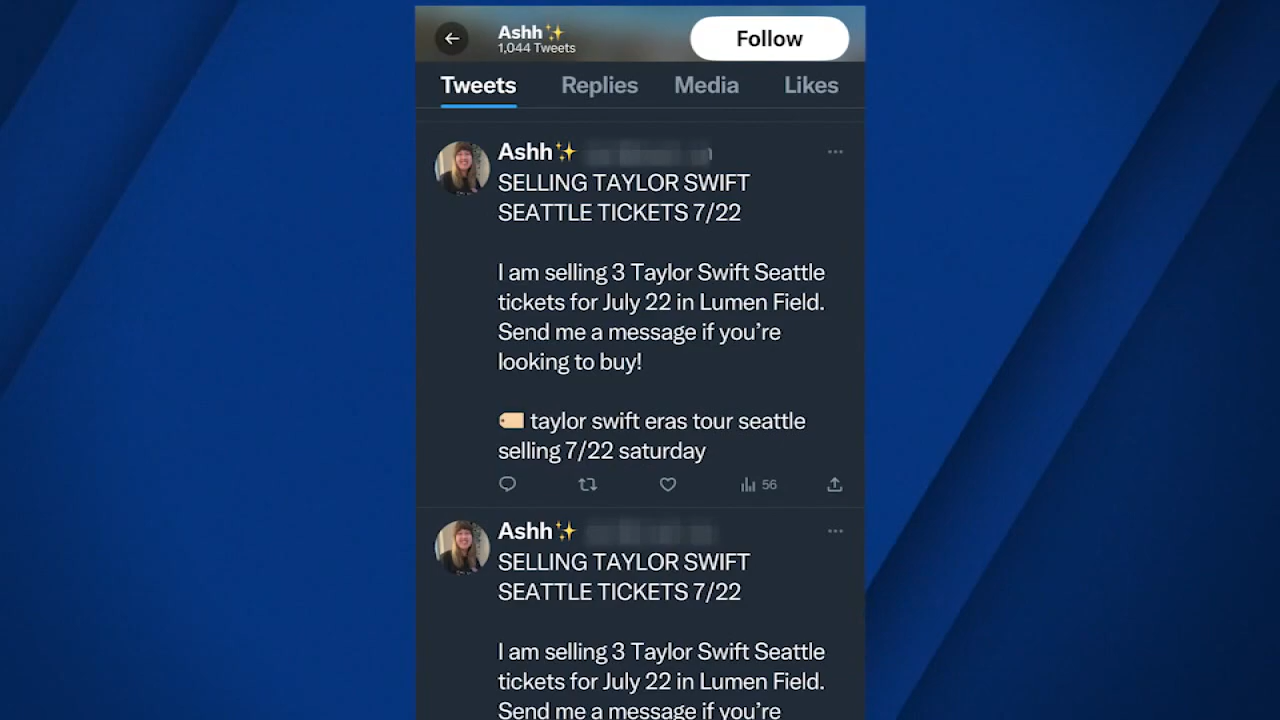 Ashh✨
1,044 Tweets
Follow
Tweets Replies Media Likes
Ashh✨
SELLING TAYLOR SWIFT
SEATTLE TICKETS 7/22
I am selling 3 Taylor Swift Seattle
tickets for July 22 in Lumen Field.
Send me a message if you’re
looking to buy!
🏷️ taylor swift eras tour seattle
selling 7/22 saturday
56
Ashh✨
SELLING TAYLOR SWIFT
SEATTLE TICKETS 7/22
I am selling 3 Taylor Swift Seattle
tickets for July 22 in Lumen Field.
Send me a message if you’re